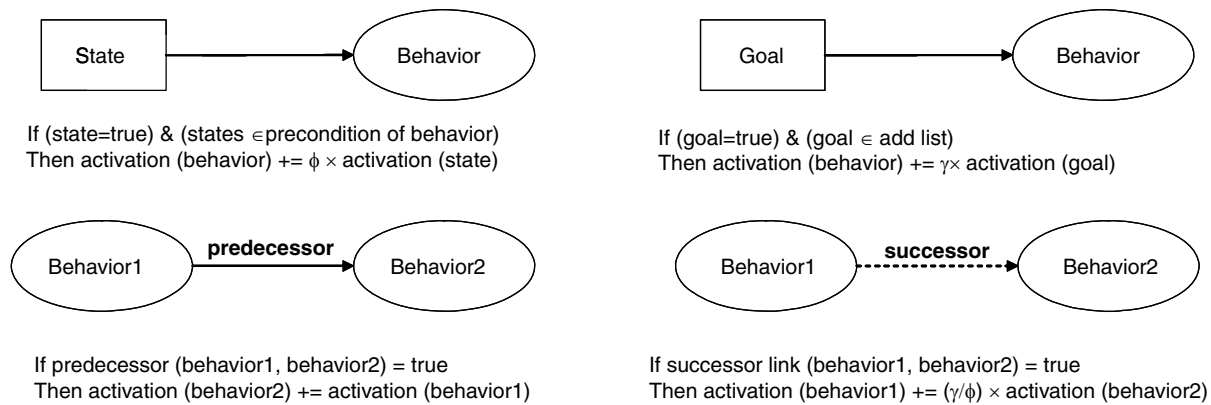 State
Behavior
If (state=true) & (states ∈precondition of behavior)
Then activation (behavior) += ϕ × activation (state)
Goal
Behavior
If (goal=true) & (goal ∈ add list)
Then activation (behavior) += γ× activation (goal)
Behavior1
predecessor
Behavior2
If predecessor (behavior1, behavior2) = true
Then activation (behavior2) += activation (behavior1)
Behavior1
successor
Behavior2
If successor link (behavior1, behavior2) = true
Then activation (behavior1) += (γ/ϕ) × activation (behavior2)